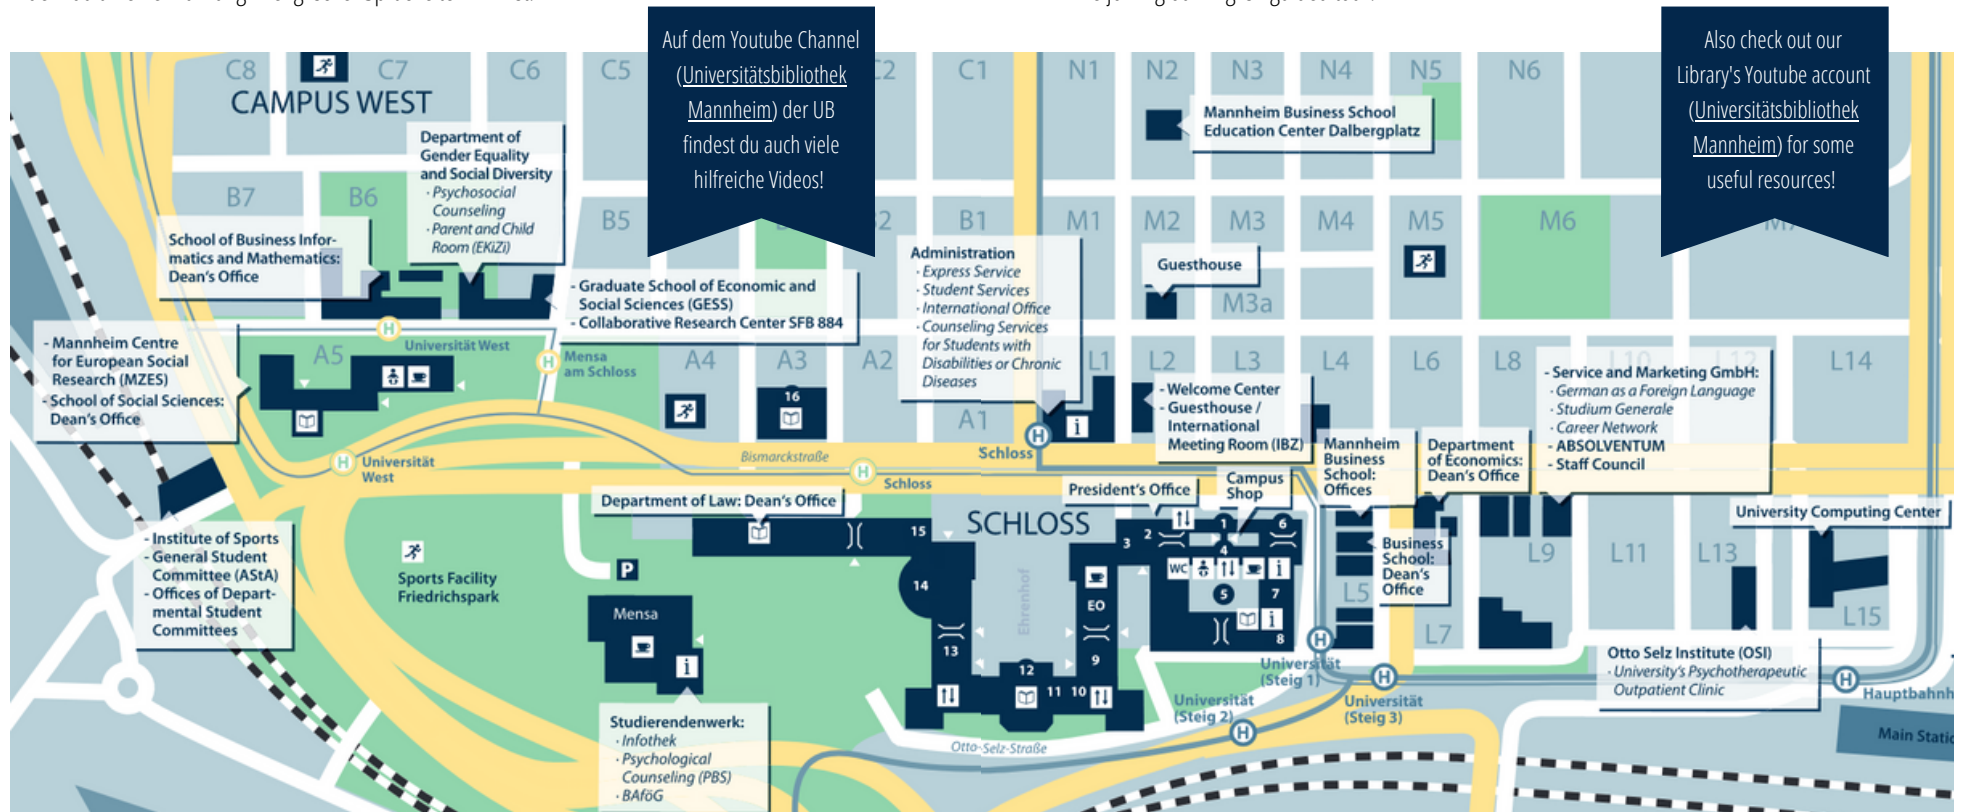 Auf dem Youtube Channel
(Universitätsbibliothek
Mannheim) der UB
findest du auch viele
hilfreiche Videos!
Also check out our
Library's Youtube account
(Universitätsbibliothek
Mannheim) for some
useful resources!
C8
C7
C6
C5
C1
N1
N2
N3
N4
N5
N6
CAMPUS WEST
Mannheim Business School
Education Center Dalbergplatz
Department of
Gender Equality
and Social Diversity
· Psychosocial
Counseling
· Parent and Child
Room (EKiZi)
B7
B6
B5
B1
M1
M2
M3
M4
M5
M6
School of Business Infor-
matics and Mathematics:
Dean's Office
Administration
· Express Service
· Student Services
· International Office
· Counseling Services
for Students with
Disabilities or Chronic
Diseases
Guesthouse
M3a
- Graduate School of Economic and
Social Sciences (GESS)
- Collaborative Research Center SFB 884
H
Universität West
H
Mensa
am Schloss
- Mannheim Centre
for European Social
Research (MZES)
- School of Social Sciences:
Dean's Office
A5
A4
A3
A2
A1
L1
L2
L3
L4
L6
L8
L10
L12
L14
16
- Welcome Center
- Guesthouse /
International
Meeting Room (IBZ)
- Service and Marketing GmbH:
· German as a Foreign Language
· Studium Generale
· Career Network
- ABSOLVENTUM
- Staff Council
H
Schloss
i
Mannheim
Business
School:
Offices
Department
of Economics:
Dean's Office
H
Universität
West
Bismarckstraße
H
Schloss
Department of Law: Dean's Office
President's Office
Campus
Shop
University Computing Center
SCHLOSS
15
3
2
1
6
4
WC
i
5
7
i
8
14
EO
Ehrenhof
13
9
12
11
10
Business
School:
Dean's
Office
L5
L7
L9
L11
L13
L15
- Institute of Sports
- General Student
Committee (AStA)
- Offices of Depart-
mental Student
Committees
Sports Facility
Friedrichspark
P
Mensa
i
Studierendenwerk:
· Infothek
· Psychological
Counseling (PBS)
· BAföG
Otto-Selz-Straße
H
Universität
(Steig 1)
Universität
(Steig 2)
H
H
Universität
(Steig 3)
Otto Selz Institute (OSI)
· University's Psychotherapeutic
Outpatient Clinic
H
Hauptbahnh
Main Static